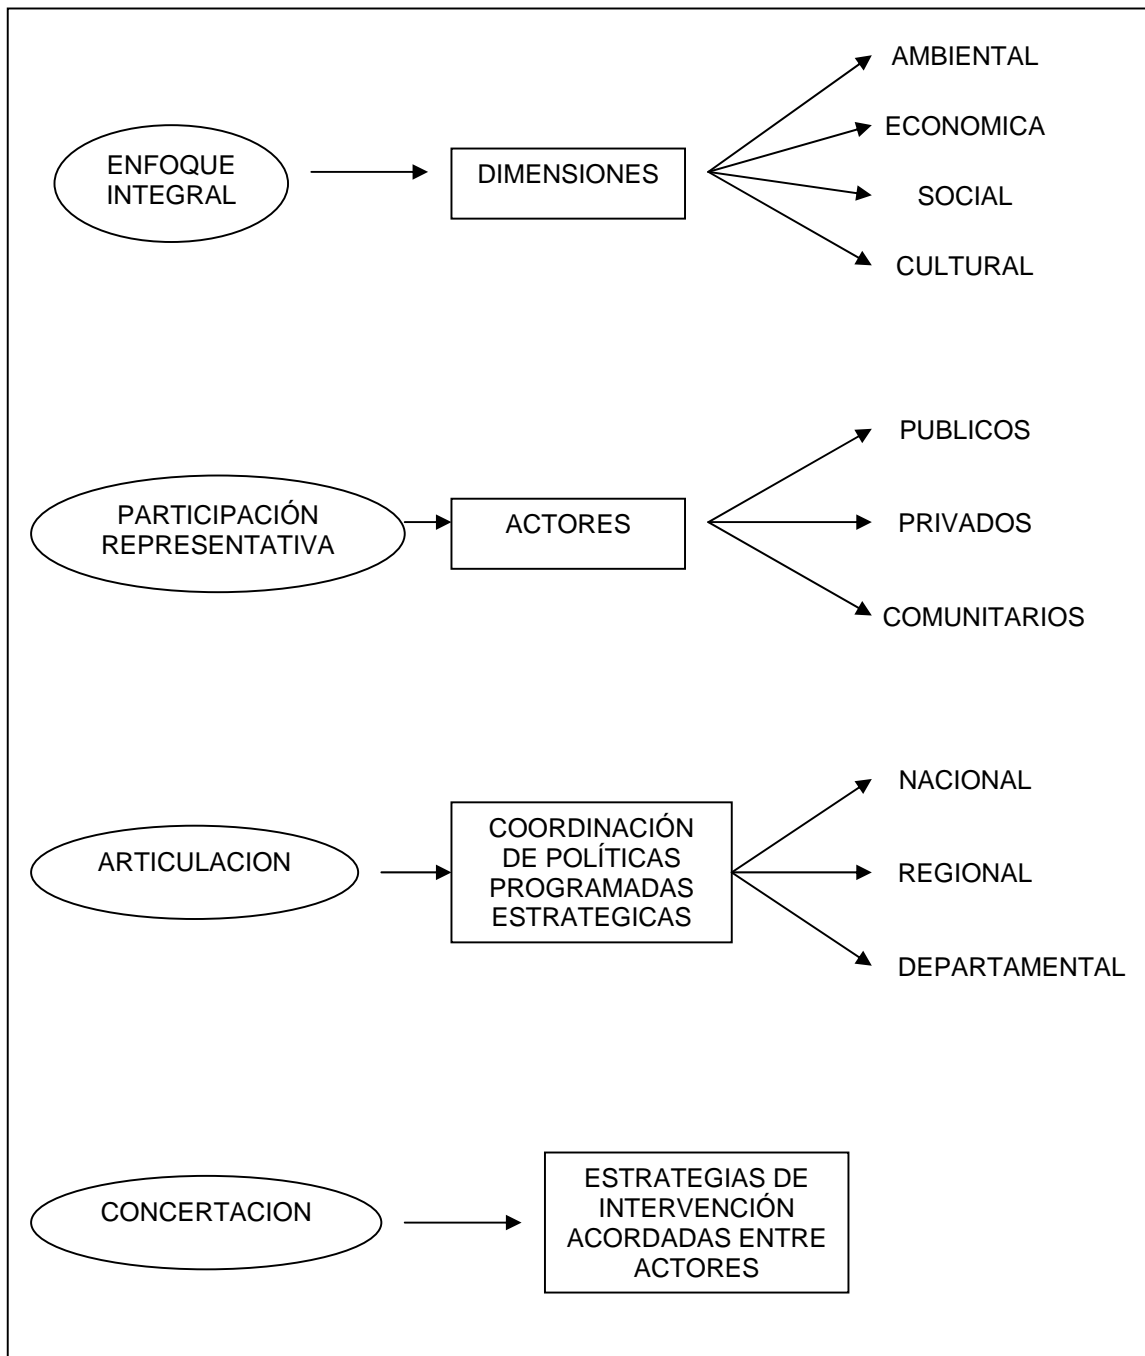 ENFOQUE
INTEGRAL
DIMENSIONES
AMBIENTAL
ECONOMICA
SOCIAL
CULTURAL
PARTICIPACIÓN
REPRESENTATIVA
ACTORES
PUBLICOS
PRIVADOS
COMUNITARIOS
ARTICULACION
COORDINACIÓN
DE POLÍTICAS
PROGRAMADAS
ESTRATEGICAS
NACIONAL
REGIONAL
DEPARTAMENTAL
CONCERTACION
ESTRATEGIAS DE
INTERVENCIÓN
ACORDADAS ENTRE
ACTORES